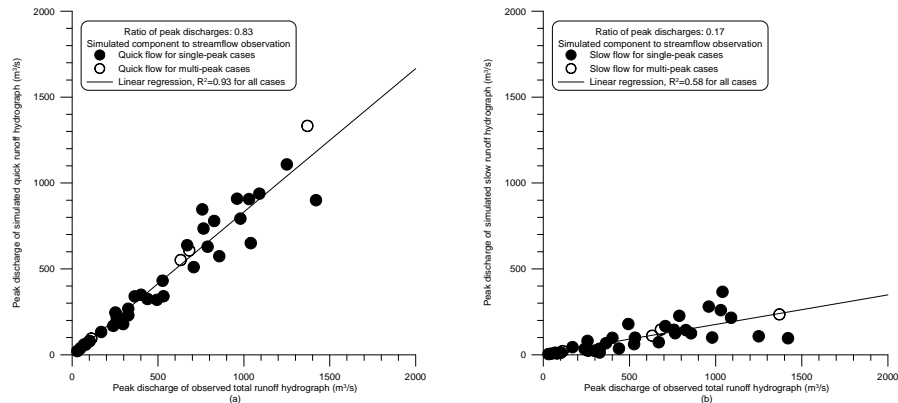 2000
1500
1000
500
0
Peak discharge of simulated quick runoff hydrograph (m³/s)
Ratio of peak discharges: 0.83
Simulated component to streamflow observation
Quick flow for single-peak cases
Quick flow for multi-peak cases
Linear regression, R²=0.93 for all cases
0 500 1000 1500 2000
Peak discharge of observed total runoff hydrograph (m³/s)
(a)
2000
1500
1000
500
0
Peak discharge of simulated slow runoff hydrograph (m³/s)
Ratio of peak discharges: 0.17
Simulated component to streamflow observation
Slow flow for single-peak cases
Slow flow for multi-peak cases
Linear regression, R²=0.58 for all cases
0 500 1000 1500 2000
Peak discharge of observed total runoff hydrograph (m³/s)
(b)